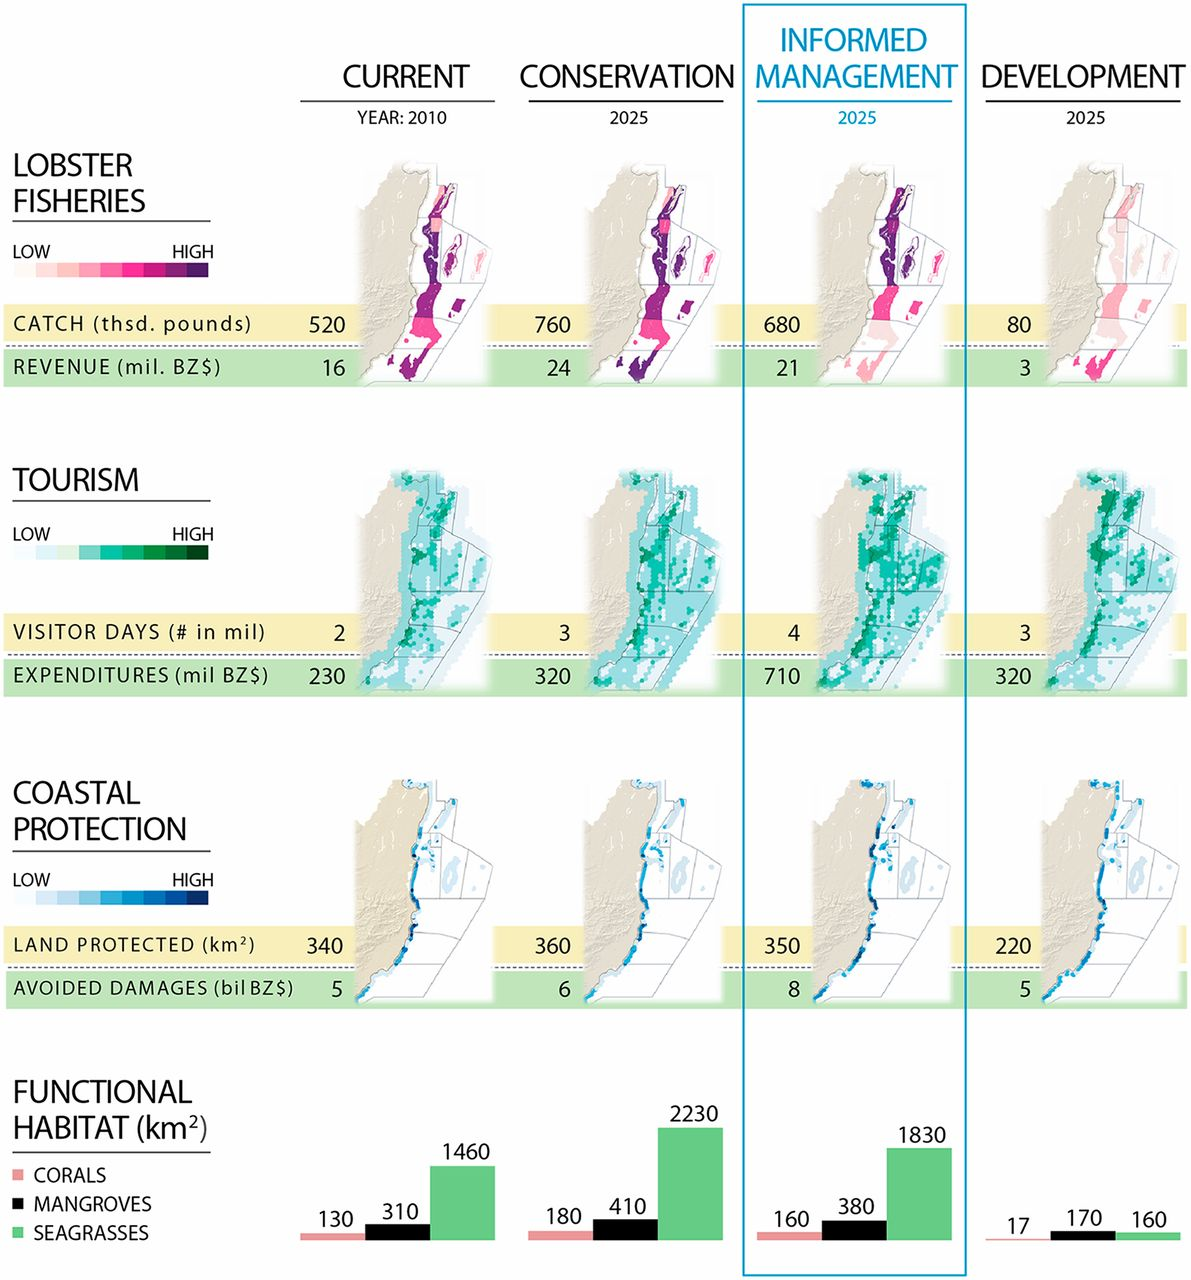 CURRENT
YEAR: 2010
CONSERVATION
2025
INFORMED
MANAGEMENT
2025
DEVELOPMENT
2025
LOBSTER
FISHERIES
LOW HIGH
CATCH (thsd. pounds) 520 760 680 80
REVENUE (mil. BZ$) 16 24 21 3
TOURISM
LOW HIGH
VISITOR DAYS (# in mil) 2 3 4 3
EXPENDITURES (mil BZ$) 230 320 710 320
COASTAL
PROTECTION
LOW HIGH
LAND PROTECTED (km²) 340 360 350 220
AVOIDED DAMAGES (bil BZ$) 5 6 8 5
FUNCTIONAL
HABITAT (km²)
CORALS
MANGROVES
SEAGRASSES
130 310 1460
180 410 2230
160 380 1830
17 170 160